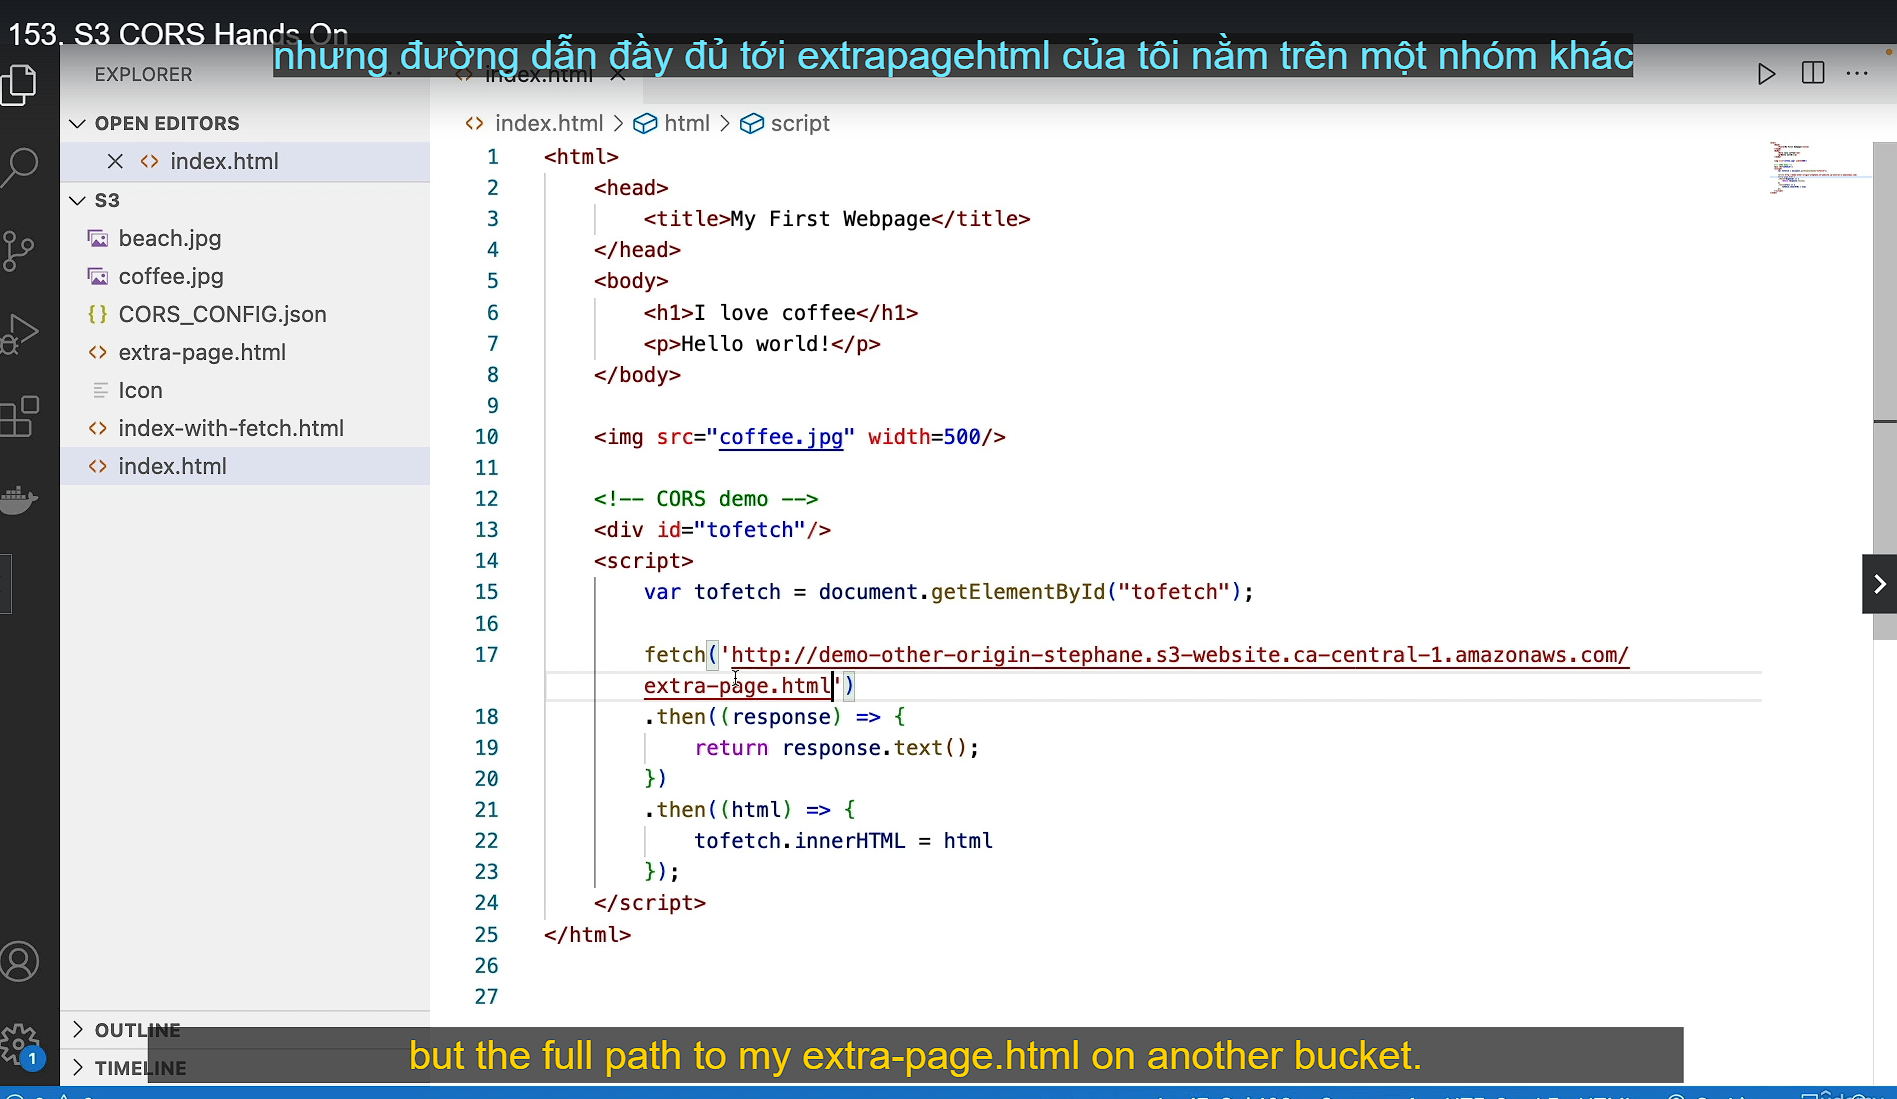 153. S3 CORS Hands On
nhưng đường dẫn đầy đủ tới extrapagehtml của tôi nằm trên một nhóm khác
EXPLORER
index.html
OPEN EDITORS
index.html
S3
beach.jpg
coffee.jpg
{} CORS_CONFIG.json
<> extra-page.html
Icon
<> index-with-fetch.html
<> index.html
OUTLINE
TIMELINE
1
<> index.html > html > script
1 <html>
2 <head>
3 <title>My First Webpage</title>
4 </head>
5 <body>
6 <h1>I love coffee</h1>
7 <p>Hello world!</p>
8 </body>
9
10 <img src="coffee.jpg" width=500/>
11
12 <!-- CORS demo -->
13 <div id="tofetch"/>
14 <script>
15 var tofetch = document.getElementById("tofetch");
16
17 fetch('http://demo-other-origin-stephane.s3-website.ca-central-1.amazonaws.com/
extra-page.html')
18 .then((response) => {
19 return response.text();
20 })
21 .then((html) => {
22 tofetch.innerHTML = html
23 });
24 </script>
25 </html>
26
27
but the full path to my extra-page.html on another bucket.